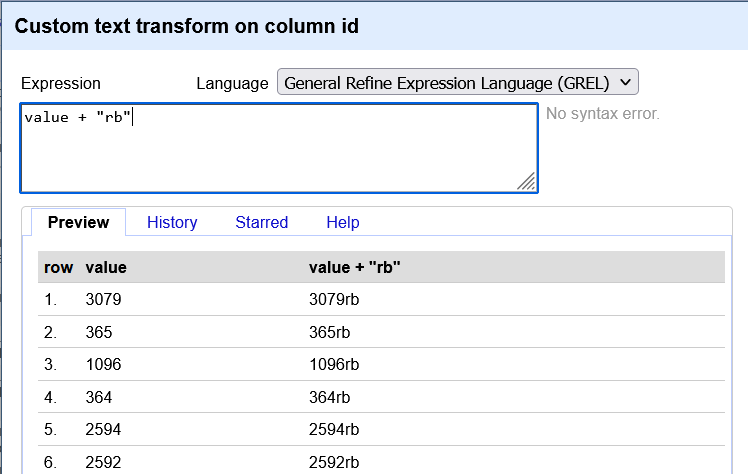 Custom text transform on column id
Expression Language General Refine Expression Language (GREL)
value + "rb" No syntax error.
Preview History Starred Help
row value value + "rb"
1. 3079 3079rb
2. 365 365rb
3. 1096 1096rb
4. 364 364rb
5. 2594 2594rb
6. 2592 2592rb